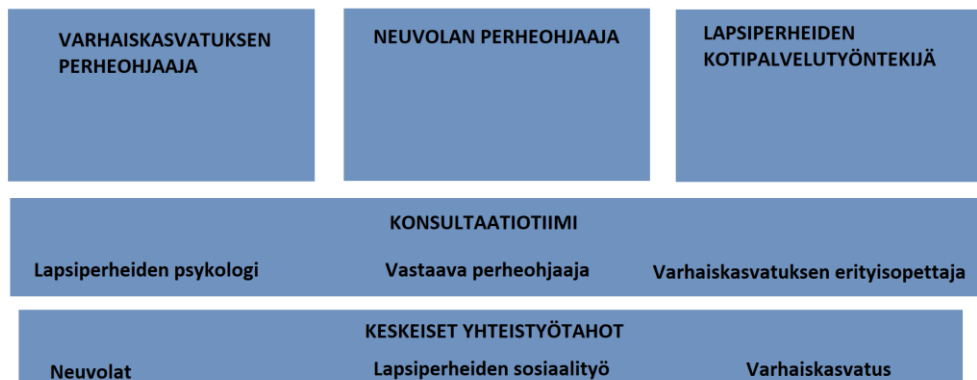 VARHAISKASVATUKSEN
PERHEOHJAAJA
NEUVOLAN PERHEOHJAAJA
LAPSIPERHEIDEN
KOTIPALVELUTYÖNTEKIJÄ
KONSULTAATIOTIIMI
Lapsiperheiden psykologi
Vastaava perheohjaaja
Varhaiskasvatuksen erityisopettaja
KESKEISET YHTEISTYÖTAHOT
Neuvolat
Lapsiperheiden sosiaalityö
Varhaiskasvatus